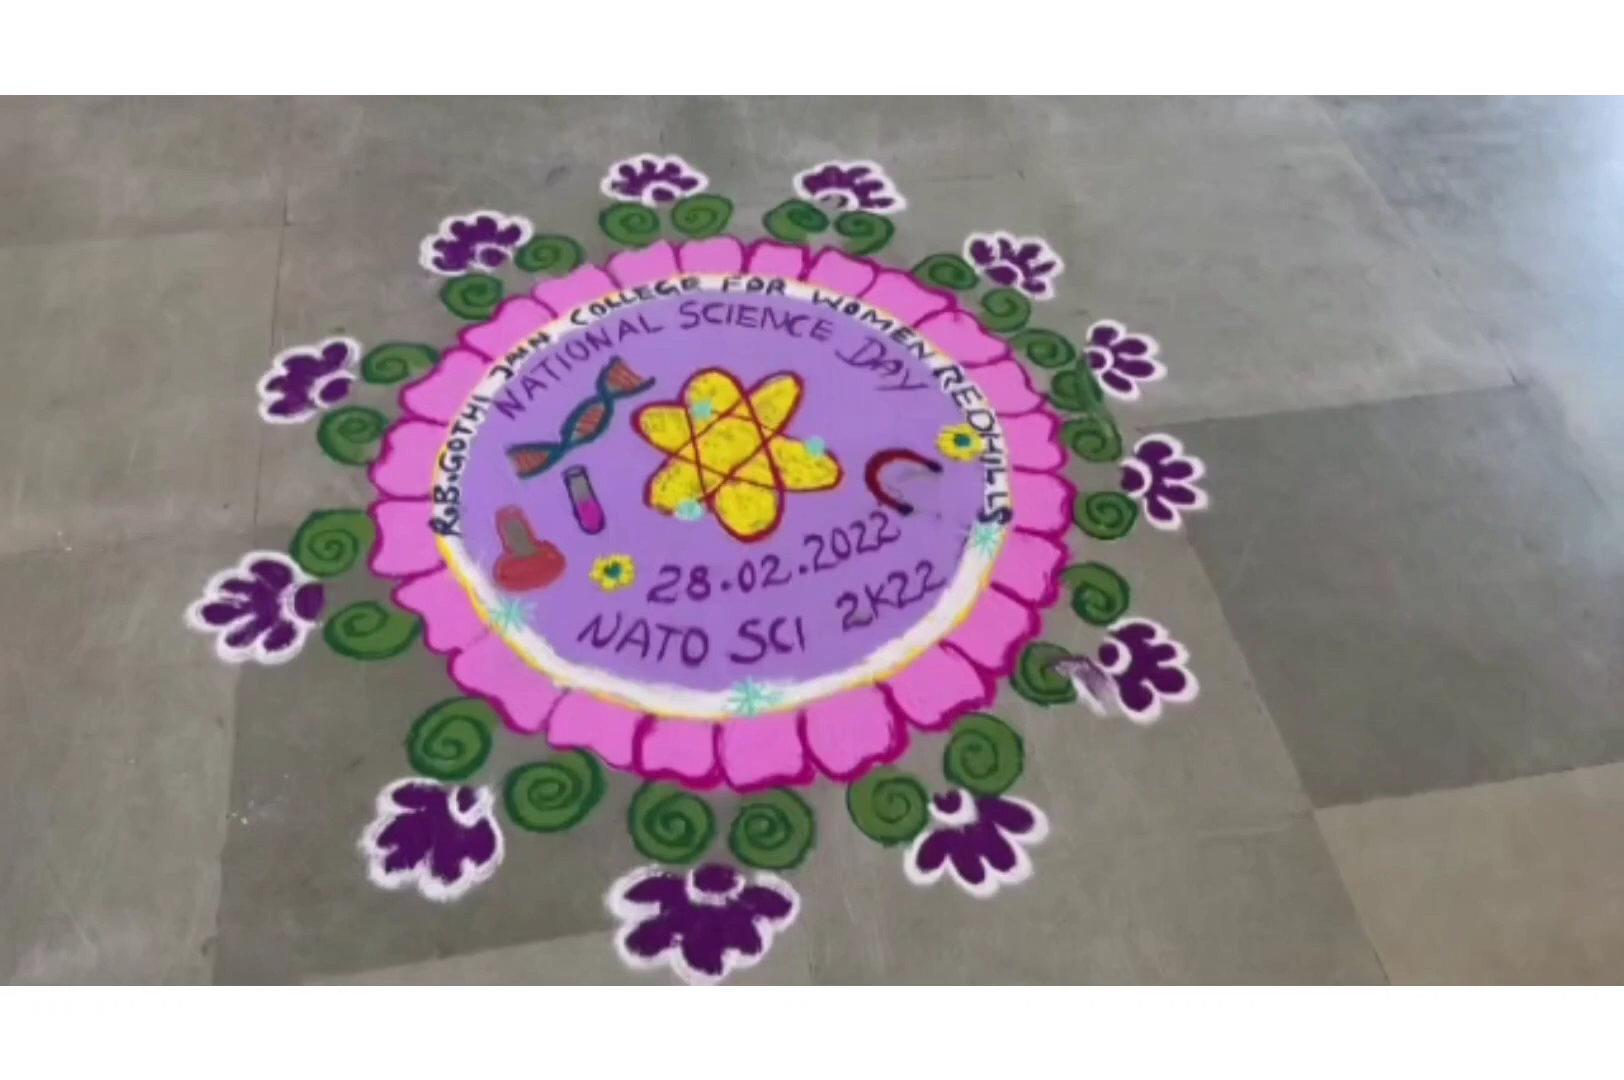 R.B.GOTHI JAIN COLLEGE FOR WOMEN REDHILLS
NATIONAL SCIENCE DAY
28.02.2022
NATO SCI 2K22